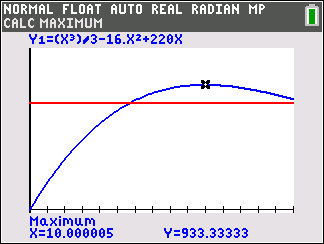 NORMAL FLOAT AUTO REAL RADIAN MP
CALC MAXIMUM
Y1=(X³)/3-16.X²+220X
Maximum
X=10.000005 Y=933.33333